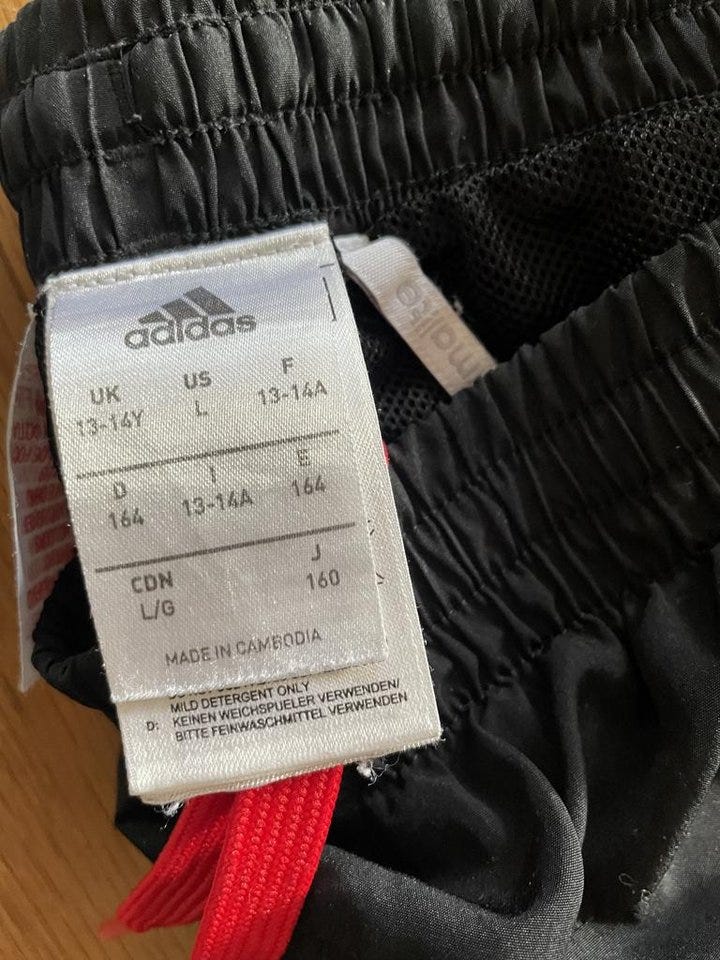 adidas
UK US F
13-14Y L 13-14A
D I E
164 13-14A 164
CDN J
L/G 160
MADE IN CAMBODIA
MILD DETERGENT ONLY
D: KEINEN WEICHSPUELER VERWENDEN/
BITTE FEINWASCHMITTEL VERWENDEN